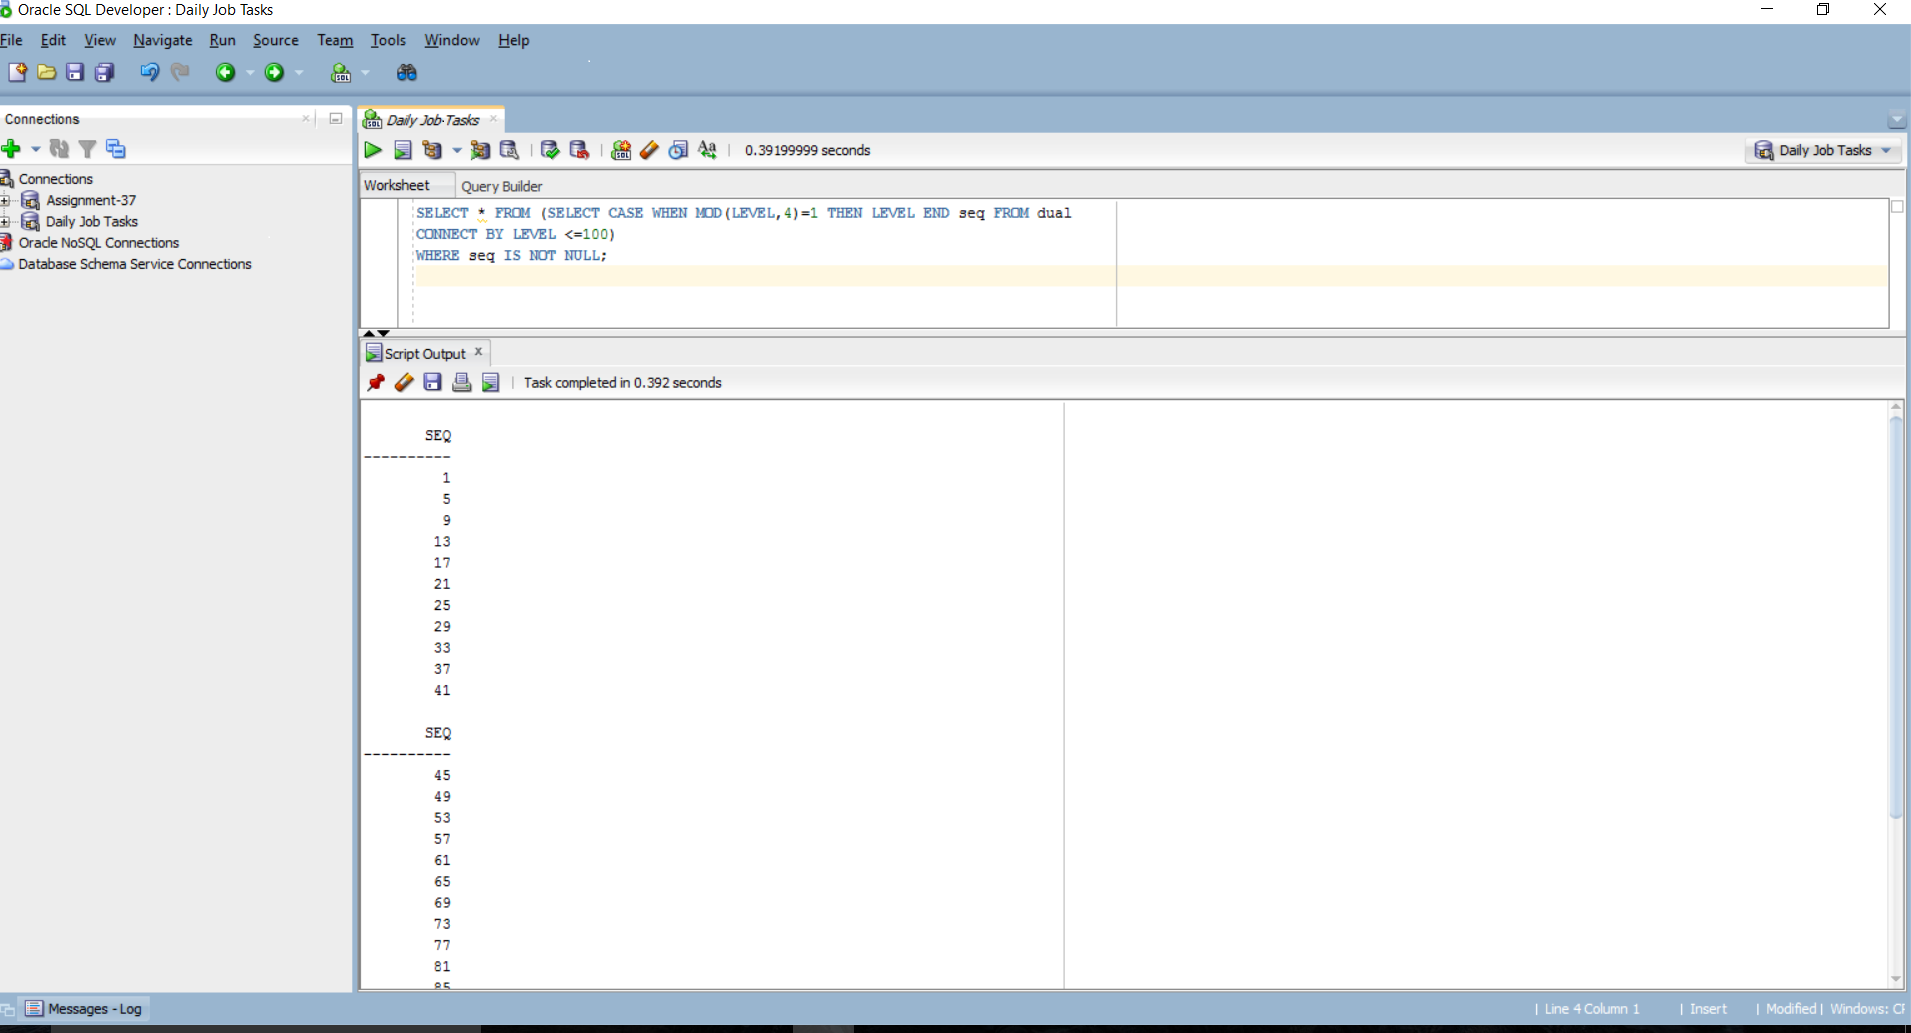 Oracle SQL Developer : Daily Job Tasks
File Edit View Navigate Run Source Team Tools Window Help
Connections
Daily Job Tasks
0.39199999 seconds
Daily Job Tasks
Connections
Assignment-37
Daily Job Tasks
Oracle NoSQL Connections
Database Schema Service Connections
Worksheet Query Builder
SELECT * FROM (SELECT CASE WHEN MOD(LEVEL,4)=1 THEN LEVEL END seq FROM dual
CONNECT BY LEVEL <=100)
WHERE seq IS NOT NULL;
Script Output
Task completed in 0.392 seconds
SEQ
----------
1
5
9
13
17
21
25
29
33
37
41
SEQ
----------
45
49
53
57
61
65
69
73
77
81
85
Messages - Log
| Line 4 Column 1 | Insert | Modified | Windows: CF